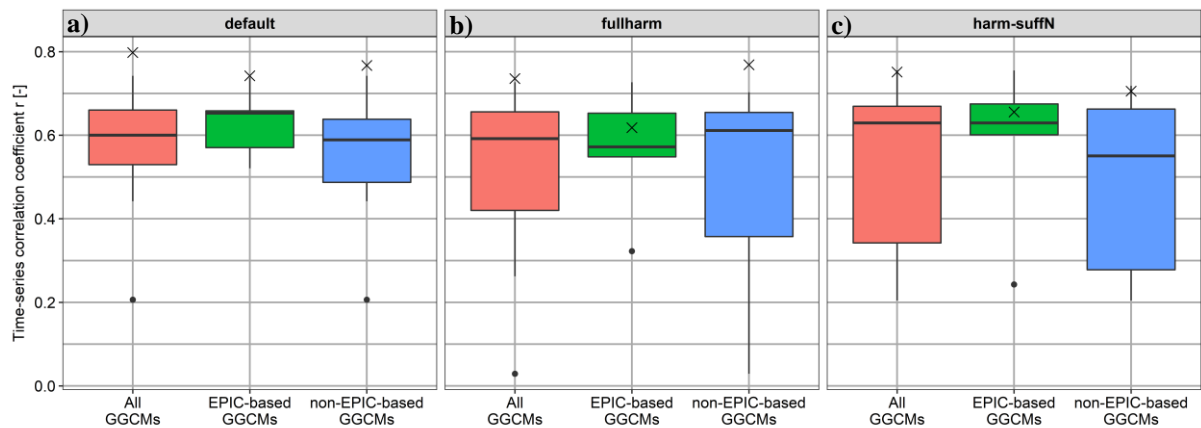 a) default
b) fullharm
c) harm-suffN
Time-series correlation coefficient r [-]
0.8
0.6
0.4
0.2
0.0
All
GGCMs
EPIC-based
GGCMs
non-EPIC-based
GGCMs
All
GGCMs
EPIC-based
GGCMs
non-EPIC-based
GGCMs
All
GGCMs
EPIC-based
GGCMs
non-EPIC-based
GGCMs